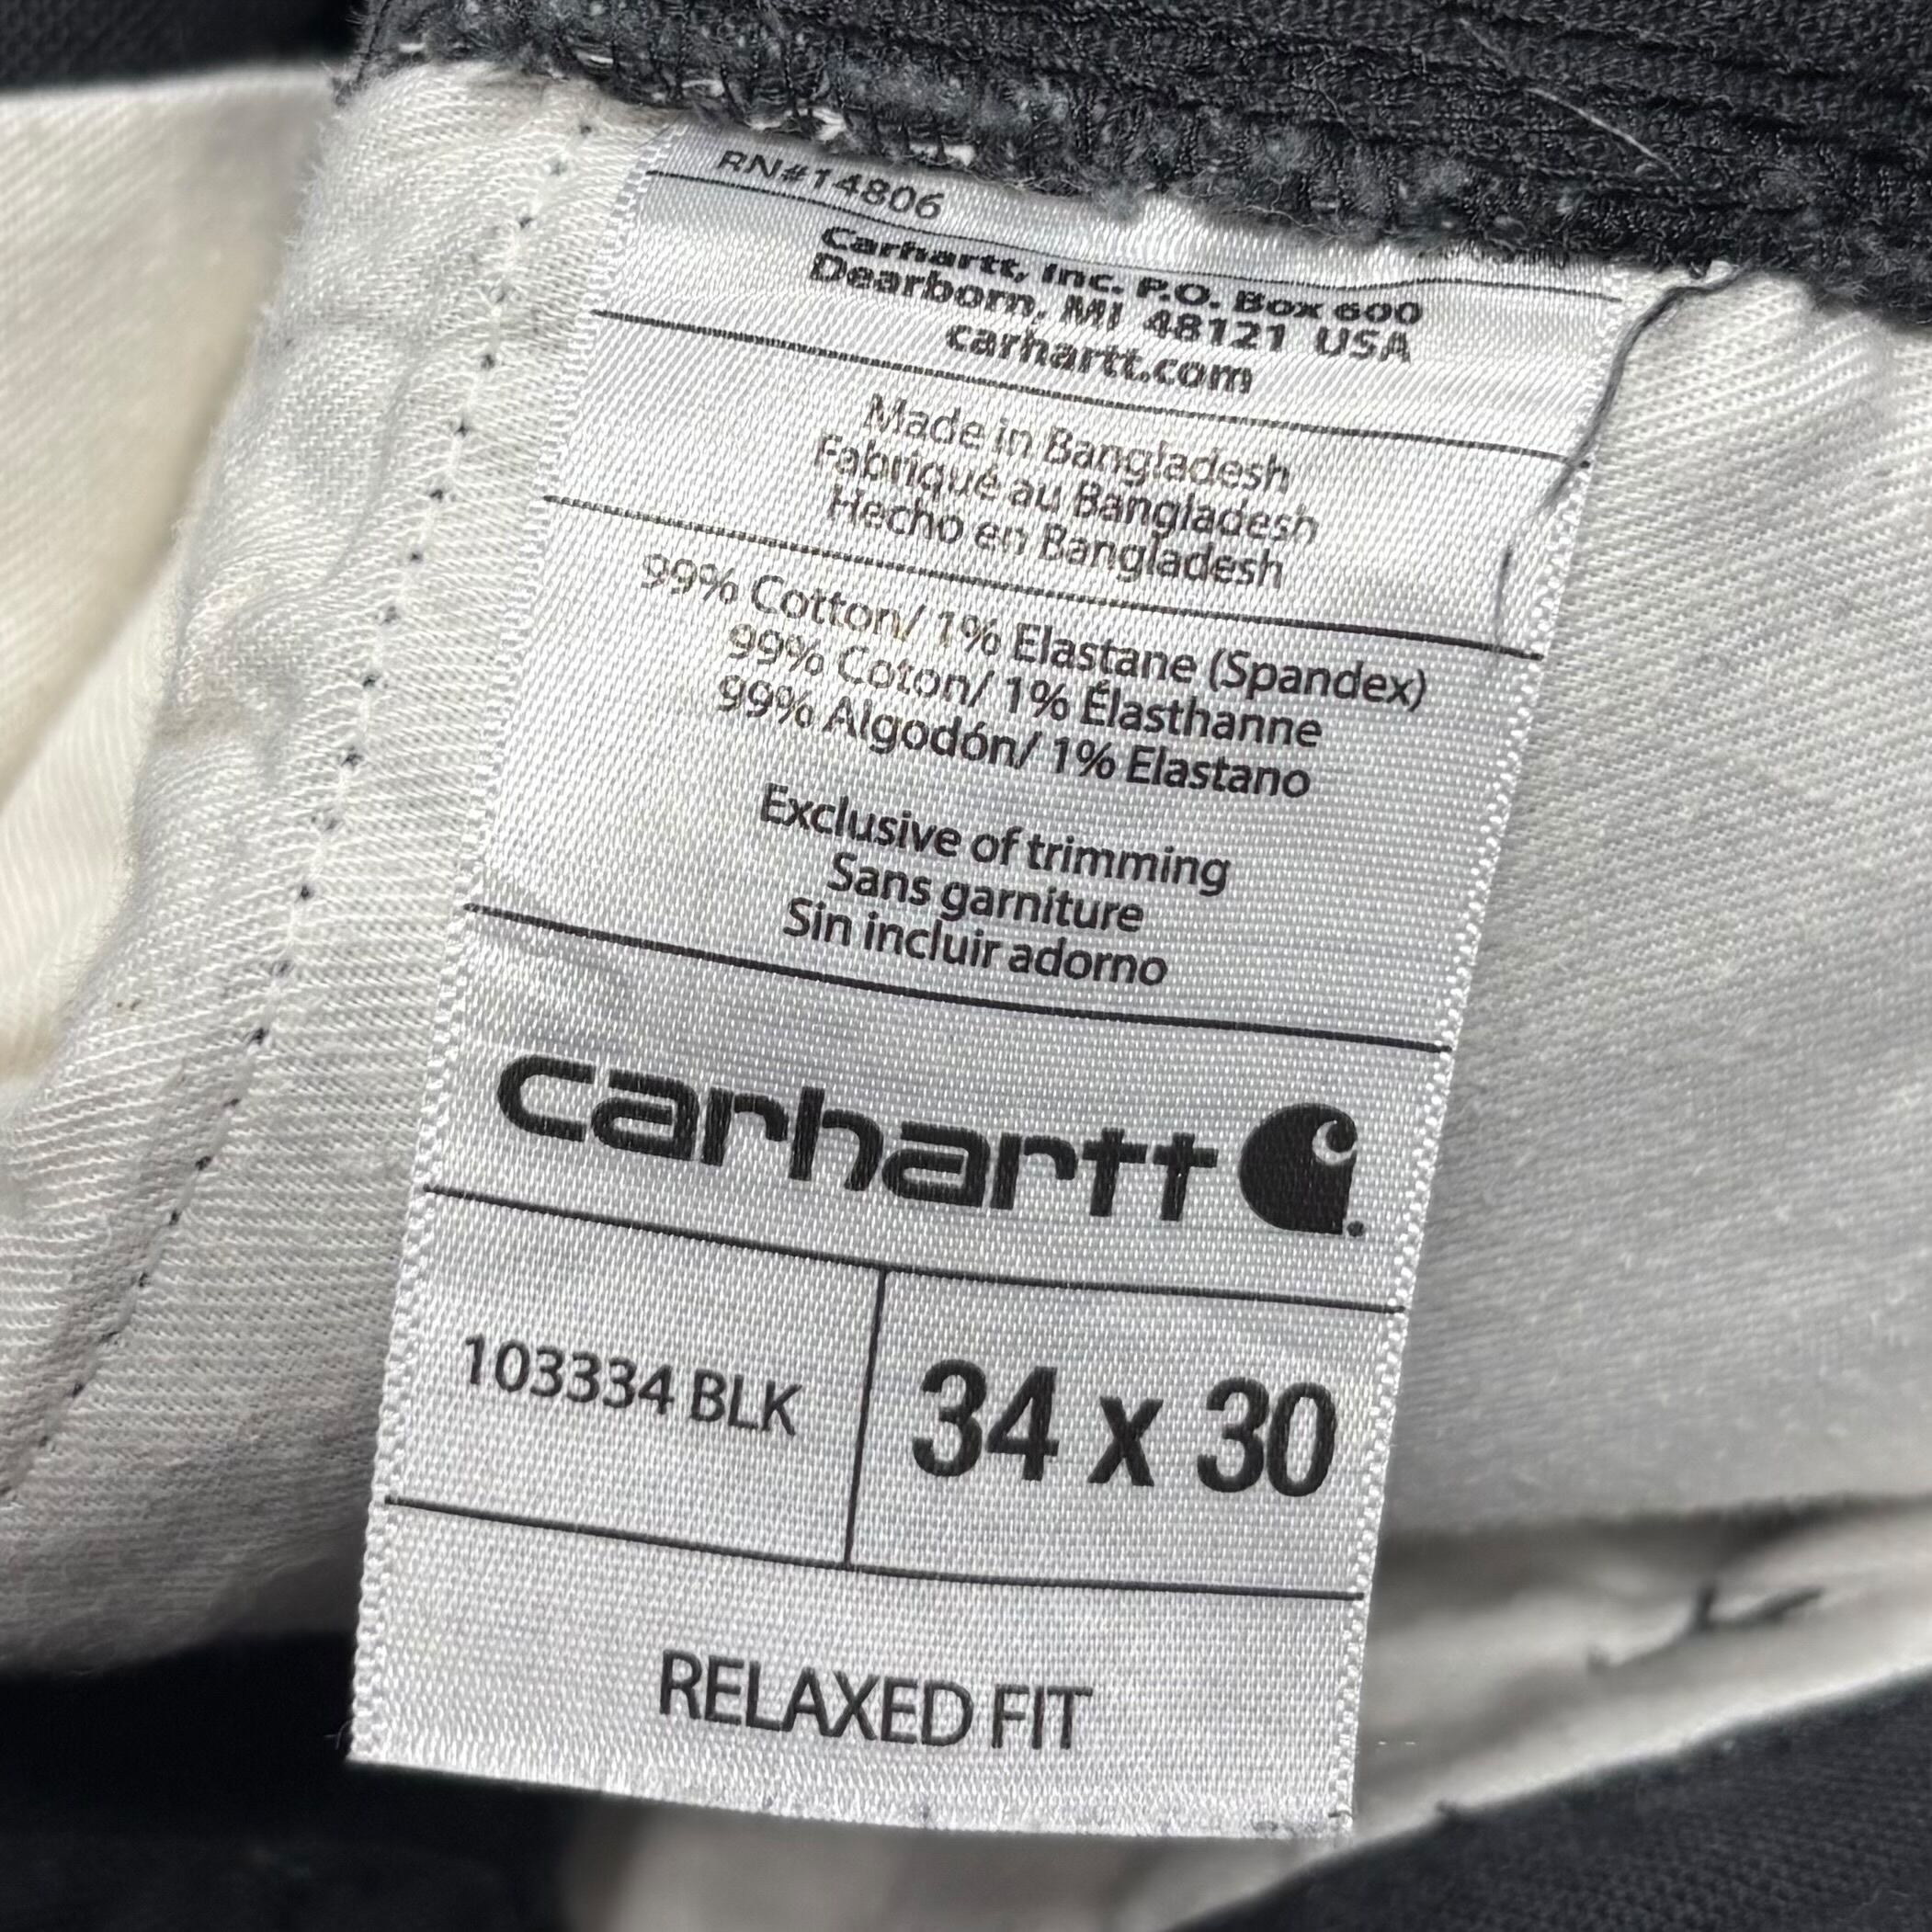 RN#14806
Carhartt, Inc. P.O. Box 600
Dearborn, MI 48121 USA
carhartt.com
Made in Bangladesh
Fabriqué au Bangladesh
Hecho en Bangladesh
99% Cotton/ 1% Elastane (Spandex)
99% Coton/ 1% Élasthanne
99% Algodón/ 1% Elastano
Exclusive of trimming
Sans garniture
Sin incluir adorno
carhartt
103334 BLK
34 x 30
RELAXED FIT